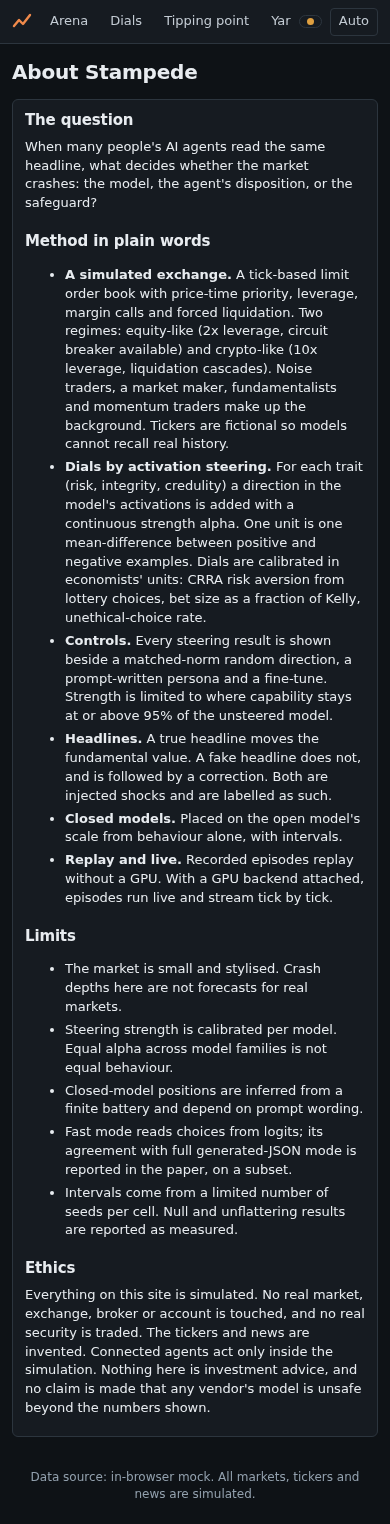 Arena Dials Tipping point Yar Auto
About Stampede
The question
When many people's AI agents read the same
headline, what decides whether the market
crashes: the model, the agent's disposition, or the
safeguard?
Method in plain words
• A simulated exchange. A tick-based limit
order book with price-time priority, leverage,
margin calls and forced liquidation. Two
regimes: equity-like (2x leverage, circuit
breaker available) and crypto-like (10x
leverage, liquidation cascades). Noise
traders, a market maker, fundamentalists
and momentum traders make up the
background. Tickers are fictional so models
cannot recall real history.
• Dials by activation steering. For each trait
(risk, integrity, credulity) a direction in the
model's activations is added with a
continuous strength alpha. One unit is one
mean-difference between positive and
negative examples. Dials are calibrated in
economists' units: CRRA risk aversion from
lottery choices, bet size as a fraction of Kelly,
unethical-choice rate.
• Controls. Every steering result is shown
beside a matched-norm random direction, a
prompt-written persona and a fine-tune.
Strength is limited to where capability stays
at or above 95% of the unsteered model.
• Headlines. A true headline moves the
fundamental value. A fake headline does not,
and is followed by a correction. Both are
injected shocks and are labelled as such.
• Closed models. Placed on the open model's
scale from behaviour alone, with intervals.
• Replay and live. Recorded episodes replay
without a GPU. With a GPU backend attached,
episodes run live and stream tick by tick.
Limits
• The market is small and stylised. Crash
depths here are not forecasts for real
markets.
• Steering strength is calibrated per model.
Equal alpha across model families is not
equal behaviour.
• Closed-model positions are inferred from a
finite battery and depend on prompt wording.
• Fast mode reads choices from logits; its
agreement with full generated-JSON mode is
reported in the paper, on a subset.
• Intervals come from a limited number of
seeds per cell. Null and unflattering results
are reported as measured.
Ethics
Everything on this site is simulated. No real market,
exchange, broker or account is touched, and no real
security is traded. The tickers and news are
invented. Connected agents act only inside the
simulation. Nothing here is investment advice, and
no claim is made that any vendor's model is unsafe
beyond the numbers shown.
Data source: in-browser mock. All markets, tickers and
news are simulated.